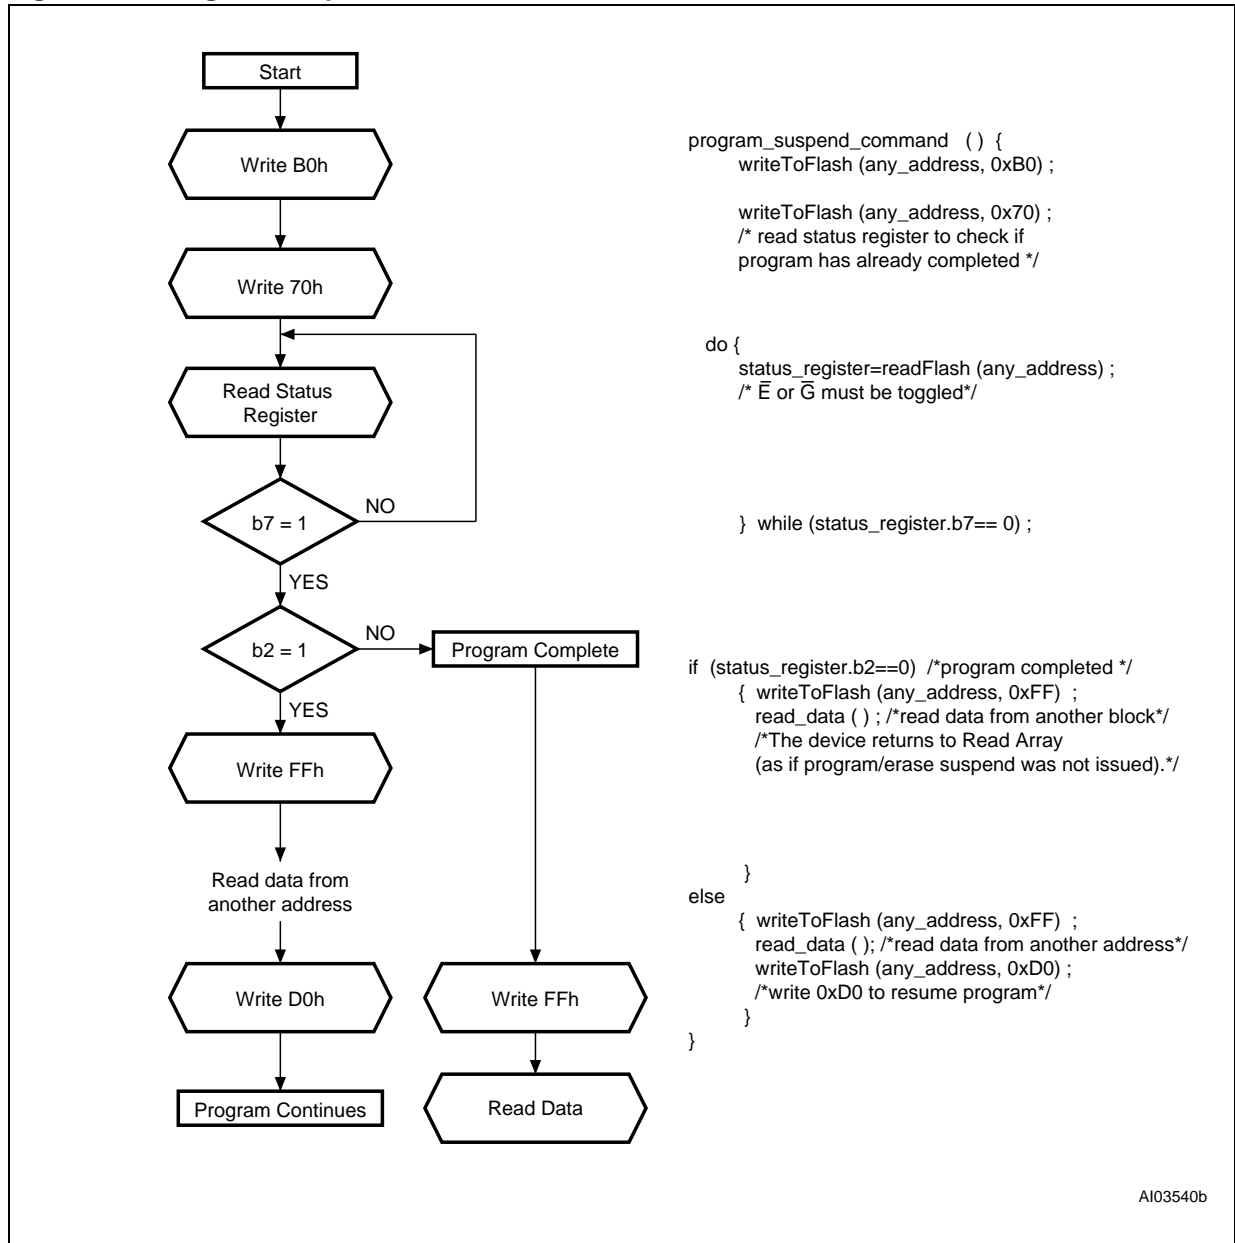 Start
Write B0h
Write 70h
Read Status
Register
b7 = 1
NO
YES
b2 = 1
NO
Program Complete
YES
Write FFh
Read data from
another address
Write D0h
Write FFh
Program Continues
Read Data
program_suspend_command ( ) {
writeToFlash (any_address, 0xB0) ;
writeToFlash (any_address, 0x70) ;
/* read status register to check if
program has already completed */
do {
status_register=readFlash (any_address) ;
/* E̅ or G̅ must be toggled*/
} while (status_register.b7== 0) ;
if (status_register.b2==0) /*program completed */
{ writeToFlash (any_address, 0xFF) ;
read_data ( ) ; /*read data from another block*/
/*The device returns to Read Array
(as if program/erase suspend was not issued).*/
}
else
{ writeToFlash (any_address, 0xFF) ;
read_data ( ); /*read data from another address*/
writeToFlash (any_address, 0xD0) ;
/*write 0xD0 to resume program*/
}
}
AI03540b